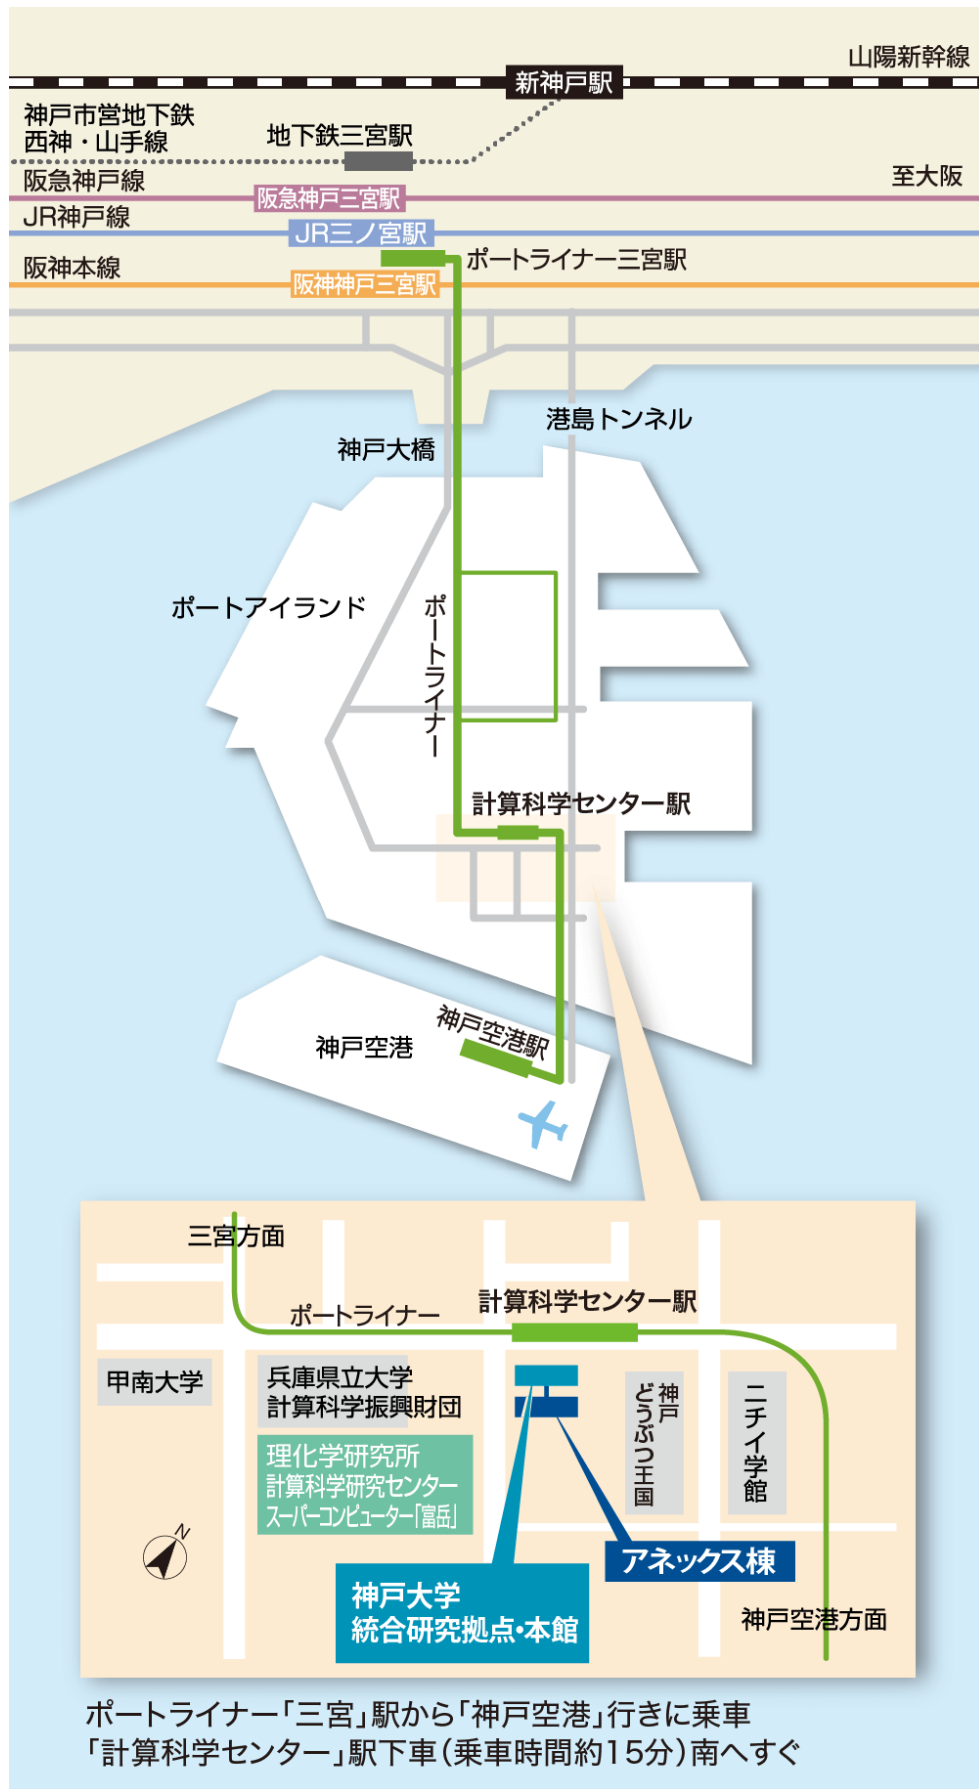 山陽新幹線
新神戸駅
神戸市営地下鉄
西神・山手線
地下鉄三宮駅
至大阪
阪急神戸線
阪急神戸三宮駅
JR神戸線
JR三ノ宮駅
ポートライナー三宮駅
阪神本線
阪神神戸三宮駅
港島トンネル
神戸大橋
ポートアイランド
ポートライナー
計算科学センター駅
神戸空港駅
神戸空港
三宮方面
計算科学センター駅
ポートライナー
甲南大学
兵庫県立大学
計算科学振興財団
神戸
どうぶつ王国
ニチイ学館
理化学研究所
計算科学研究センター
スーパーコンピューター「富岳」
N
アネックス棟
神戸大学
統合研究拠点・本館
神戸空港方面
ポートライナー「三宮」駅から「神戸空港」行きに乗車
「計算科学センター」駅下車（乗車時間約15分）南へすぐ